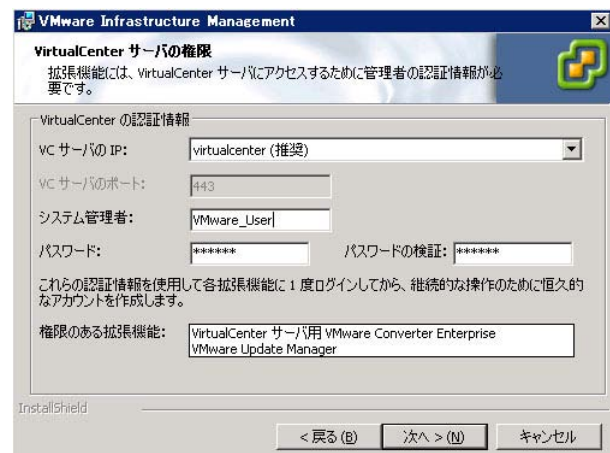 VMware Infrastructure Management
VirtualCenter サーバの権限
拡張機能には、VirtualCenter サーバにアクセスするために管理者の認証情報が必
要です。
VirtualCenter の認証情報
VC サーバの IP: virtualcenter (推奨)
VC サーバのポート: 443
システム管理者: VMware_User
パスワード: ****** パスワードの検証: ******
これらの認証情報を使用して各拡張機能に 1 度ログインしてから、継続的な操作のために恒久的
なアカウントを作成します。
権限のある拡張機能: VirtualCenter サーバ用 VMware Converter Enterprise
VMware Update Manager
InstallShield
< 戻る (B) 次へ > (N) キャンセル